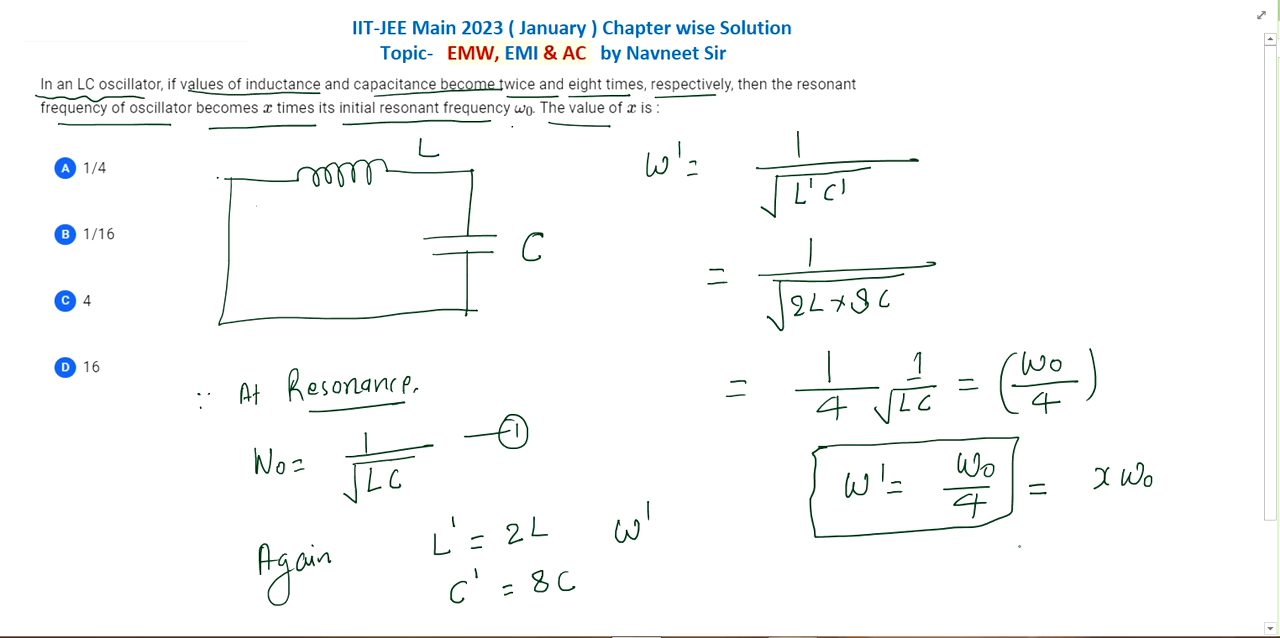 IIT-JEE Main 2023 ( January ) Chapter wise Solution
Topic- EMW, EMI & AC by Navneet Sir
In an LC oscillator, if values of inductance and capacitance become twice and eight times, respectively, then the resonant
frequency of oscillator becomes x times its initial resonant frequency ω₀. The value of x is :
A 1/4
B 1/16
C 4
D 16
L
C
∵ At Resonance.
W₀ = 1/√LC —①
Again L' = 2L ω'
C' = 8C
ω' = 1/√L'C'
= 1/√2L×8C
= 1/4 1/√LC = (ω₀/4)
ω' = ω₀/4 = xω₀